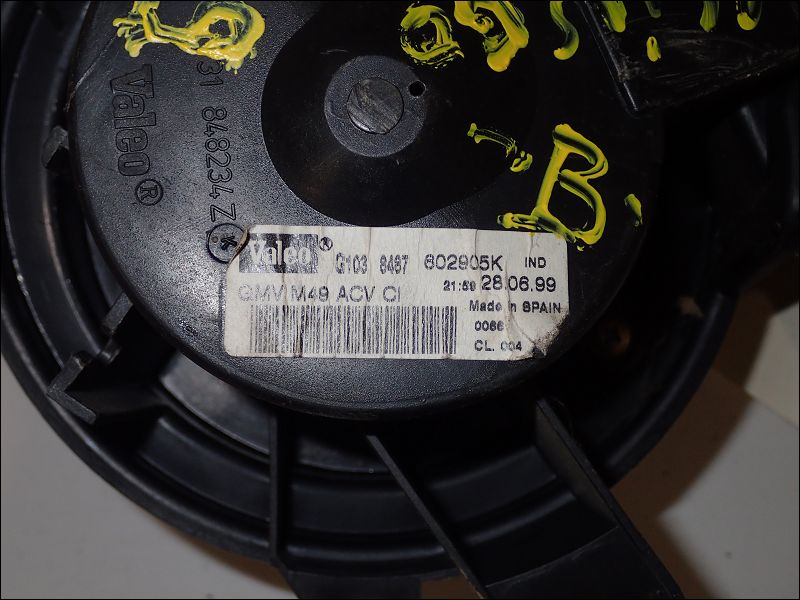 31 848234 Z
Valeo®
B
Valeo® G103 8487 602905K IND
21:59 28.06.99
GMV M49 ACV CI
Made in SPAIN
0066
CL. 004